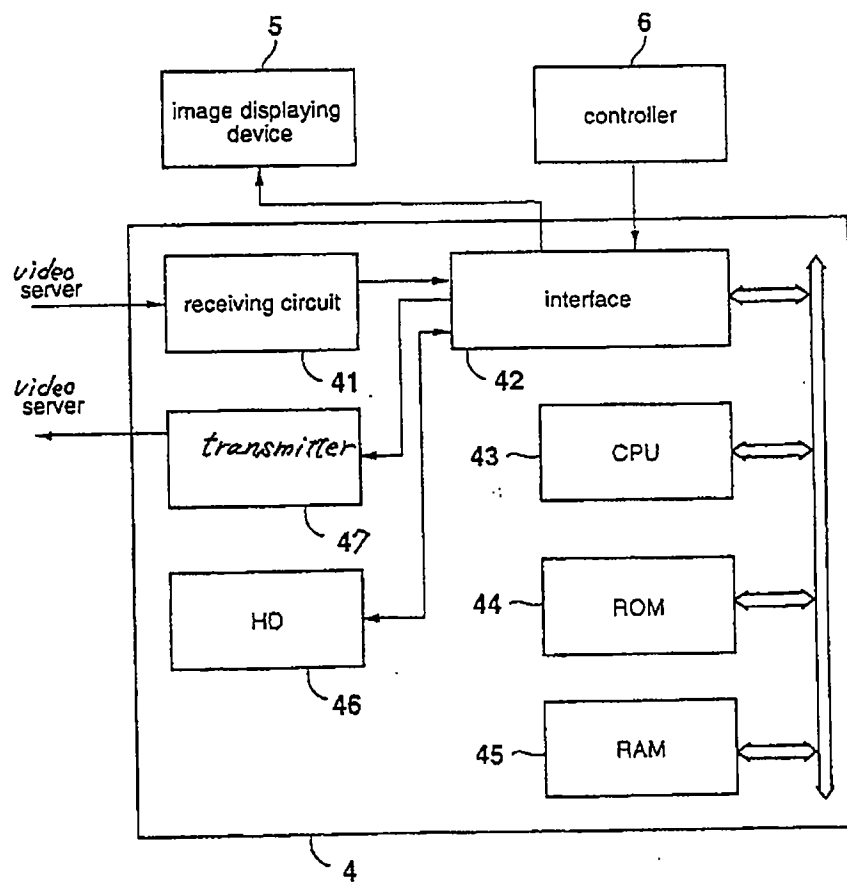 5
6
image displaying
device
controller
video
server
receiving circuit
interface
41
42
video
server
transmitter
43
CPU
47
44
ROM
HD
46
45
RAM
4